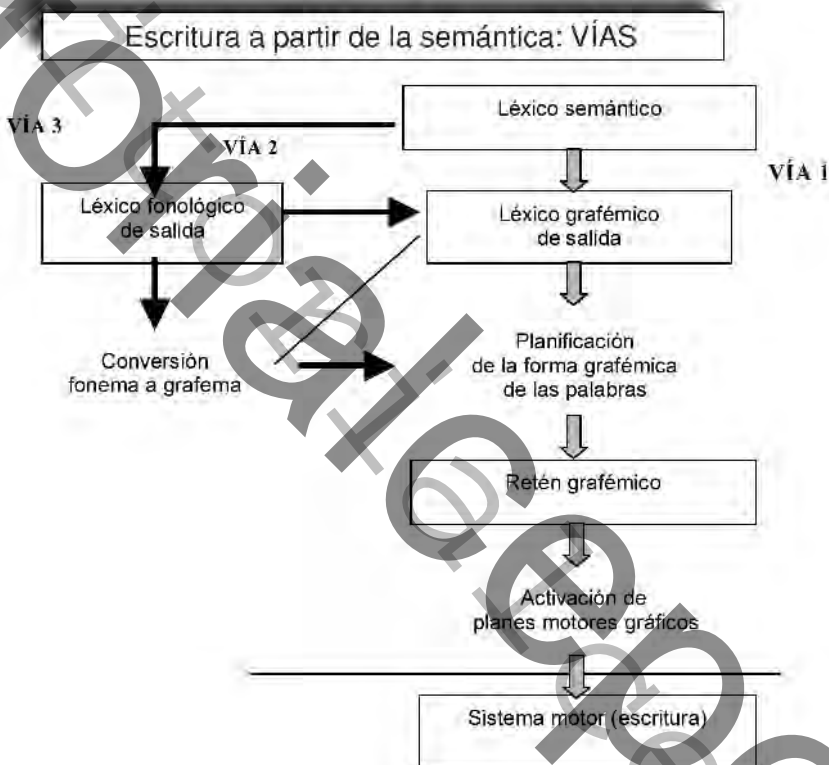 Escritura a partir de la semántica: VÍAS
Léxico semántico
VÍA 3
VÍA 2
VÍA 1
Léxico fonológico
de salida
Léxico grafémico
de salida
Conversión
fonema a grafema
Planificación
de la forma grafémica
de las palabras
Retén grafémico
Activación de
planes motores gráficos
Sistema motor (escritura)